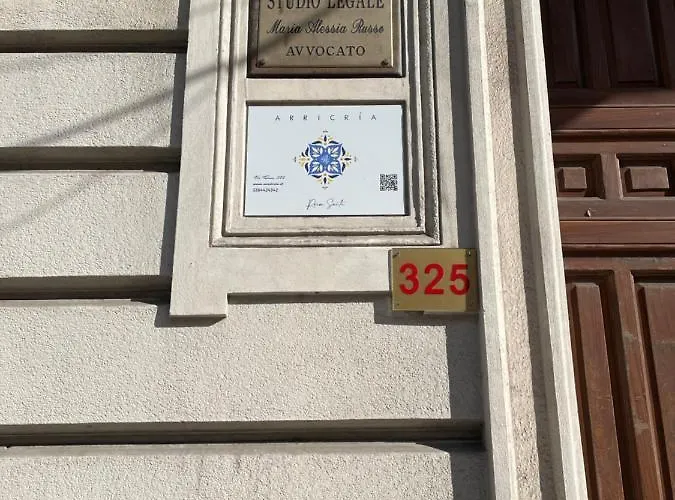 STUDIO LEGALE
Maria Alessia Russo
AVVOCATO
ARRICRÍA
325